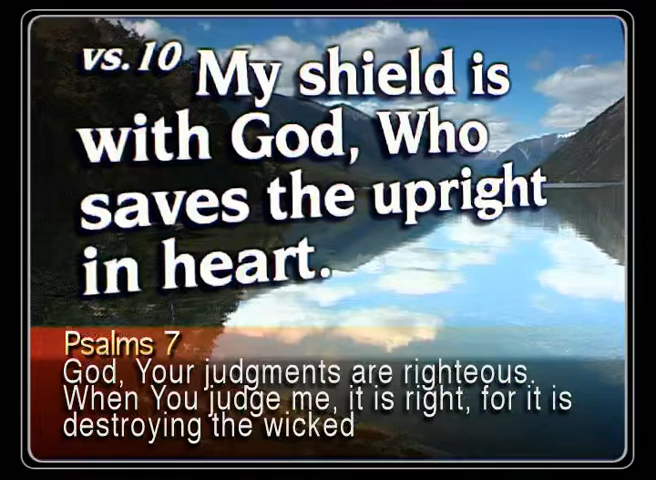 vs. 10 My shield is
with God, Who
saves the upright
in heart.
Psalms 7
God, Your judgments are righteous.
When You judge me, it is right, for it is
destroying the wicked